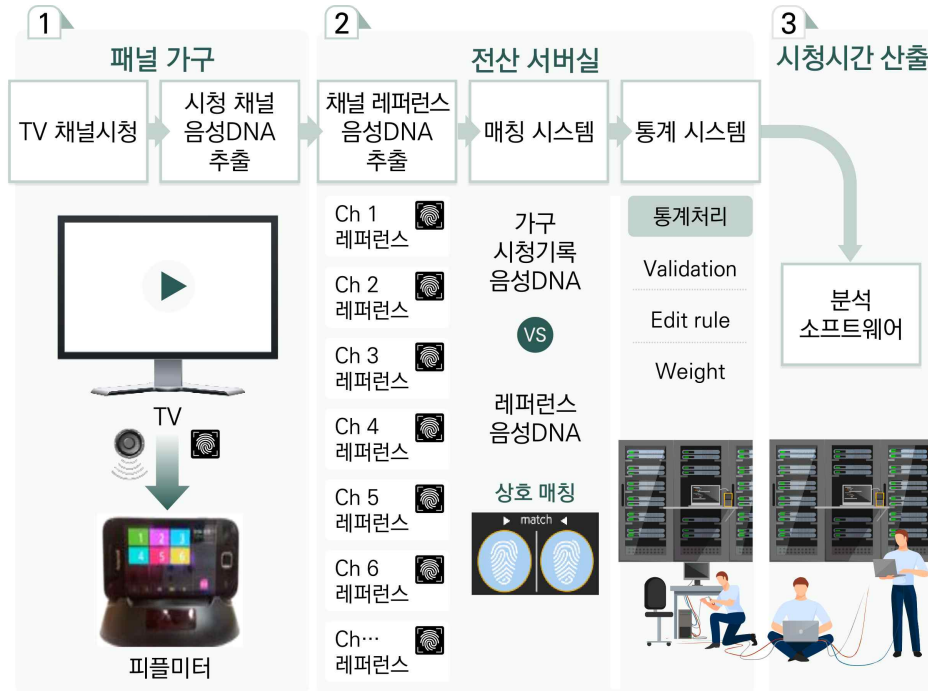 1
패널 가구
TV 채널시청
시청 채널
음성DNA
추출
TV
피플미터
2
전산 서버실
채널 레퍼런스
음성DNA
추출
매칭 시스템
통계 시스템
Ch 1
레퍼런스
Ch 2
레퍼런스
Ch 3
레퍼런스
Ch 4
레퍼런스
Ch 5
레퍼런스
Ch 6
레퍼런스
Ch…
레퍼런스
가구
시청기록
음성DNA
VS
레퍼런스
음성DNA
상호 매칭
match
통계처리
Validation
Edit rule
Weight
3
시청시간 산출
분석
소프트웨어
1 2 3
4 5 6